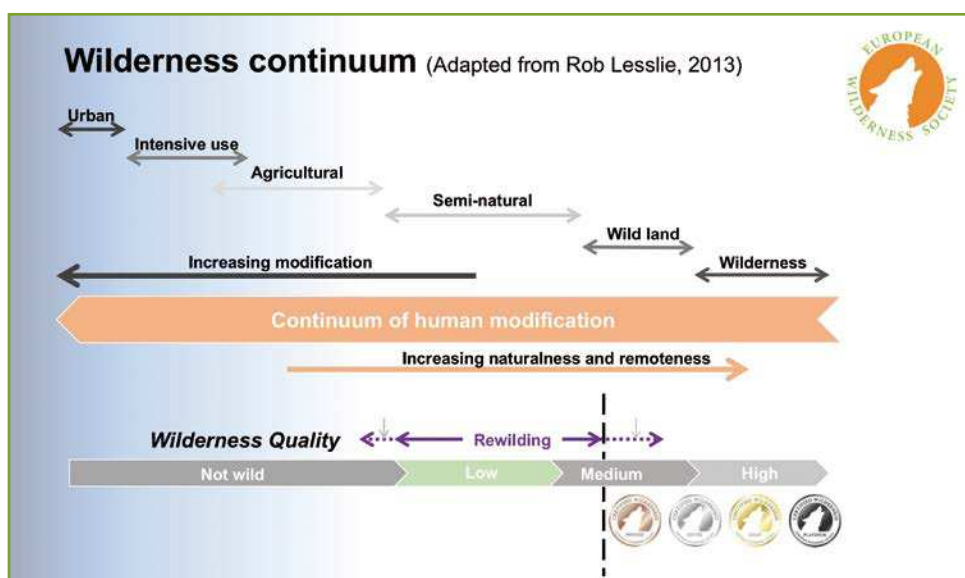 Wilderness continuum (Adapted from Rob Lesslie, 2013)
EUROPEAN WILDERNESS SOCIETY
Urban
Intensive use
Agricultural
Semi-natural
Wild land
Increasing modification
Wilderness
Continuum of human modification
Increasing naturalness and remoteness
Wilderness Quality
Rewilding
Not wild
Low
Medium
High